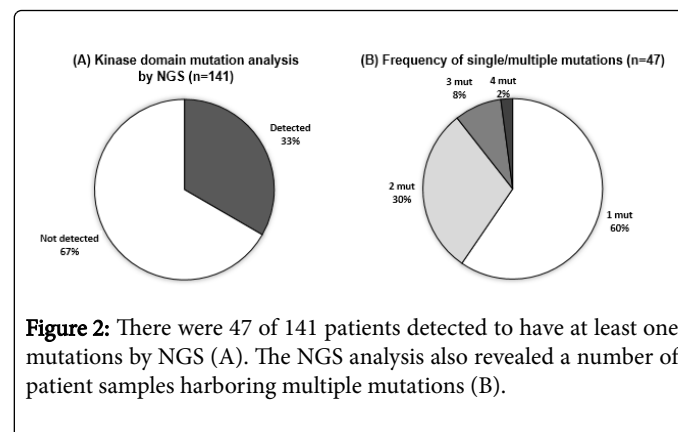 (A) Kinase domain mutation analysis
by NGS (n=141)
Detected
33%
Not detected
67%
(B) Frequency of single/multiple mutations (n=47)
3 mut
8%
4 mut
2%
2 mut
30%
1 mut
60%
Figure 2: There were 47 of 141 patients detected to have at least one
mutations by NGS (A). The NGS analysis also revealed a number of
patient samples harboring multiple mutations (B).